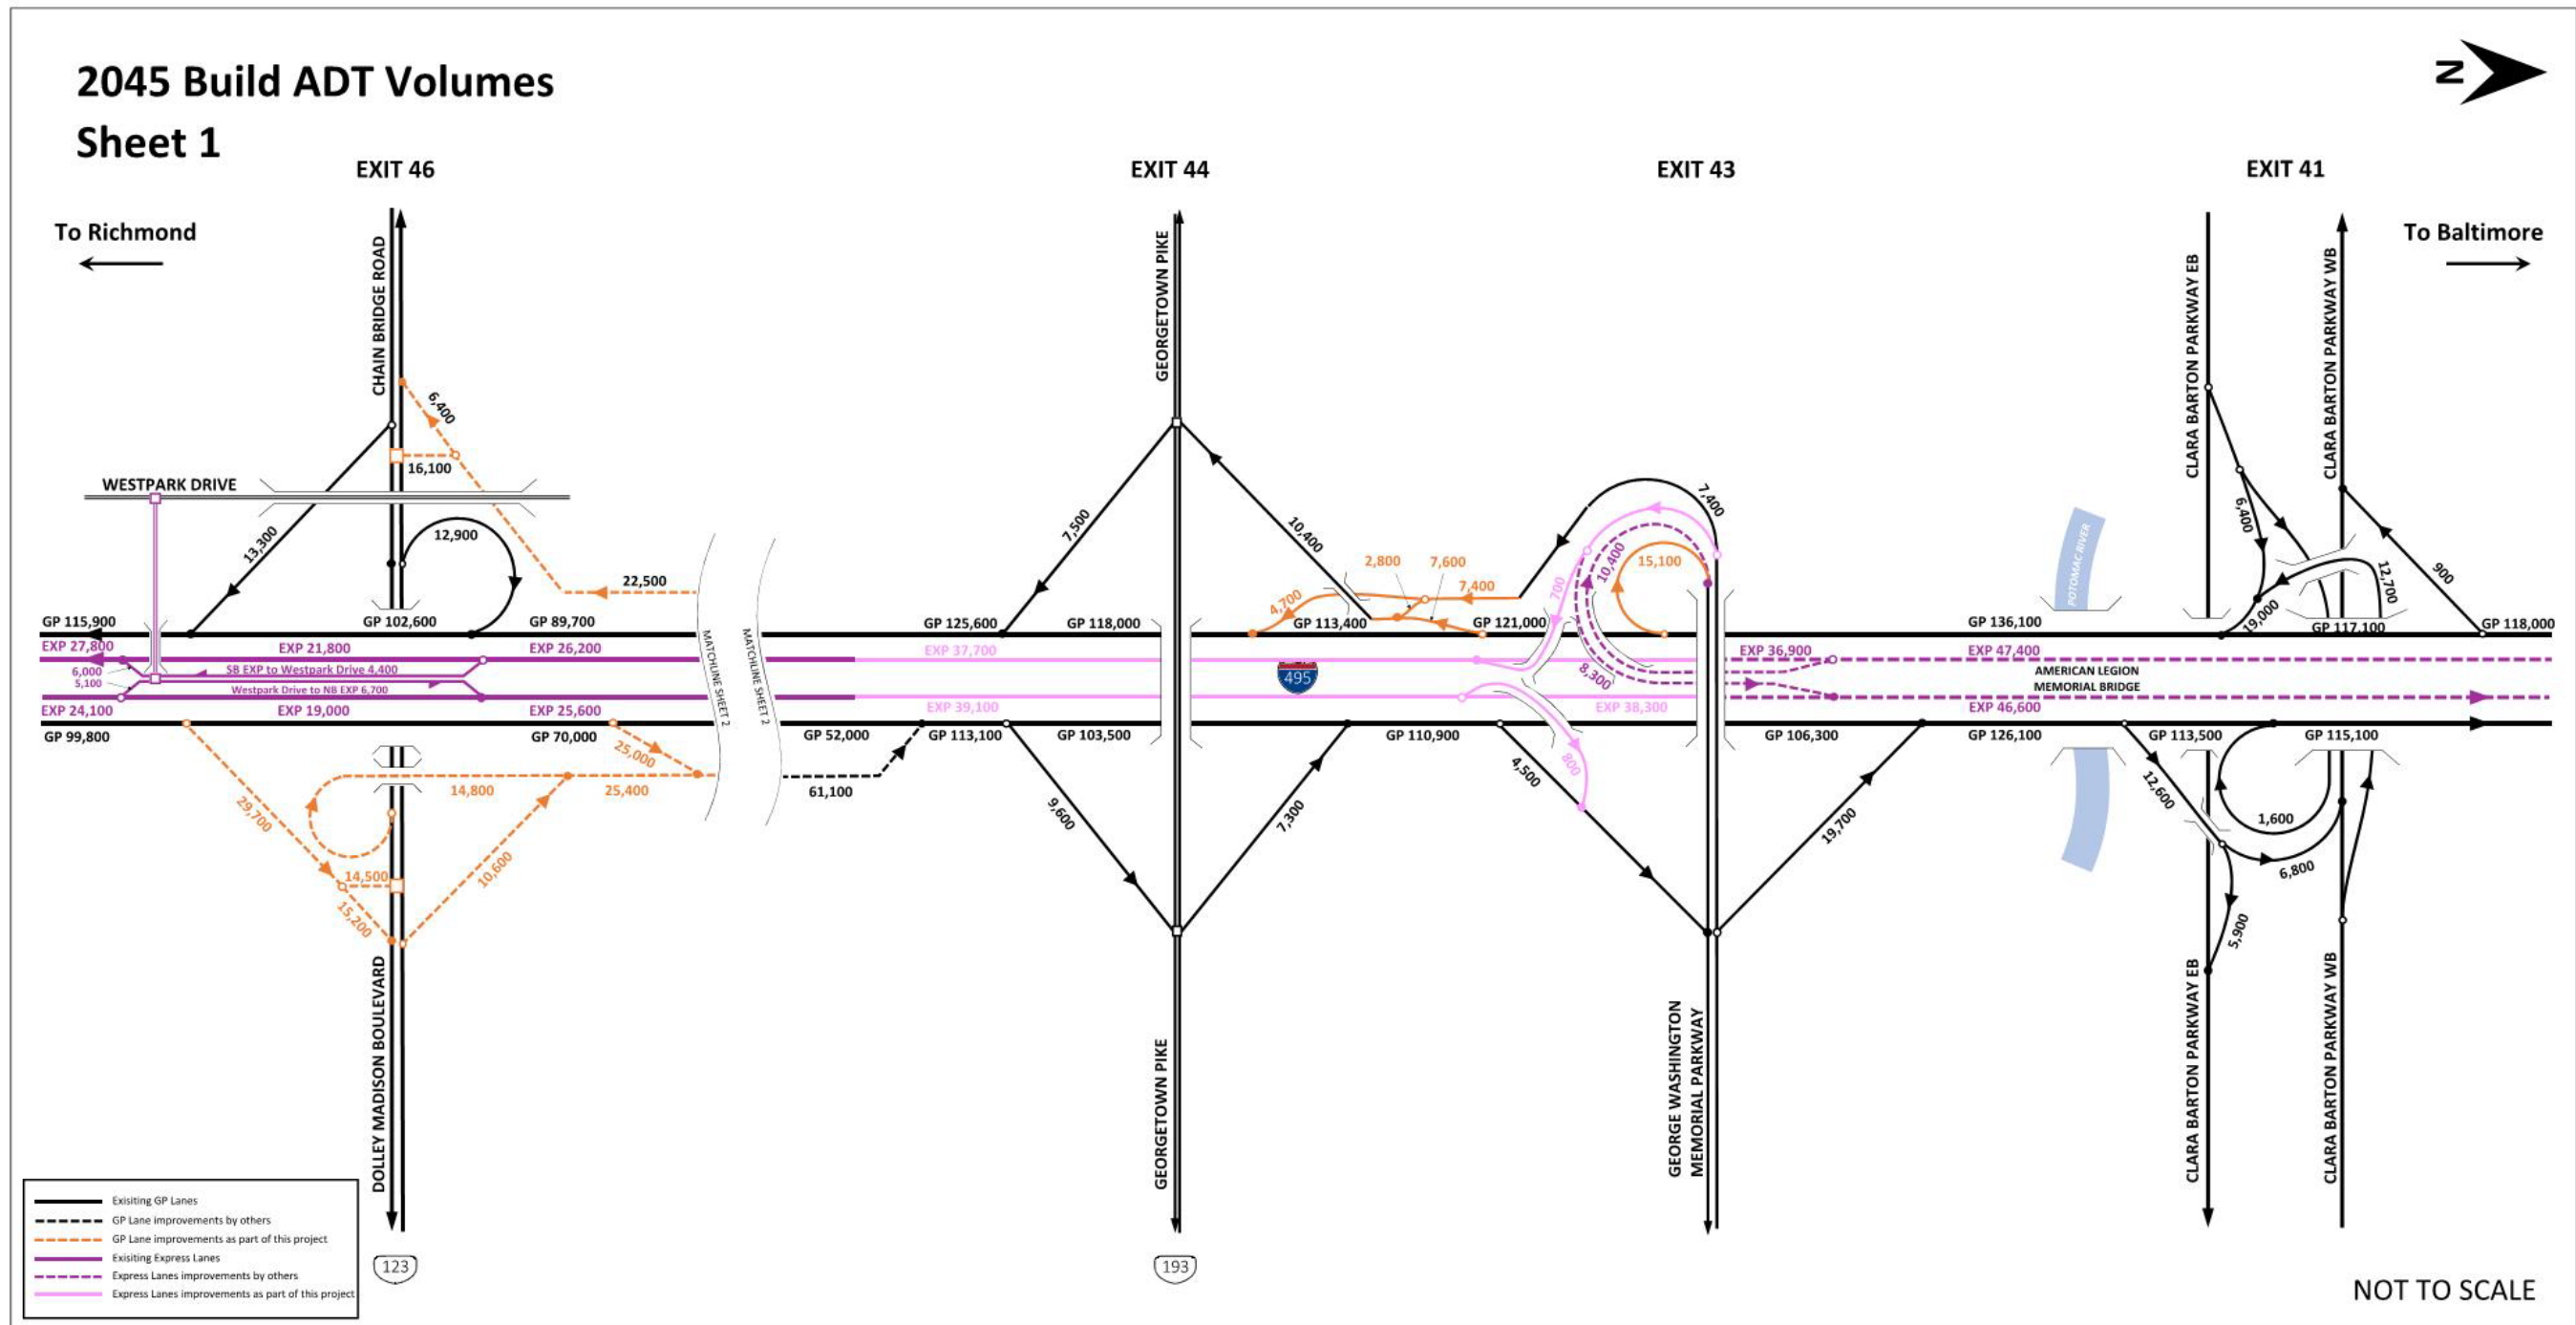 2045 Build ADT Volumes
Sheet 1
N
EXIT 46
EXIT 44
EXIT 43
EXIT 41
To Richmond
To Baltimore
CHAIN BRIDGE ROAD
GEORGETOWN PIKE
CLARA BARTON PARKWAY EB
CLARA BARTON PARKWAY WB
6,400
16,100
WESTPARK DRIVE
13,300
12,900
22,500
7,500
10,400
2,800
7,600
7,400
4,700
7,400
700
10,400
15,100
8,300
POTOMAC RIVER
6,400
19,000
12,700
900
GP 115,900
GP 102,600
GP 89,700
GP 125,600
GP 118,000
GP 113,400
GP 121,000
GP 136,100
GP 117,100
GP 118,000
EXP 27,800
EXP 21,800
EXP 26,200
EXP 37,700
EXP 36,900
EXP 47,400
6,000
5,100
SB EXP to Westpark Drive 4,400
Westpark Drive to NB EXP 6,700
495
AMERICAN LEGION
MEMORIAL BRIDGE
EXP 24,100
EXP 19,000
EXP 25,600
EXP 39,100
EXP 38,300
EXP 46,600
MATCHLINE SHEET 2
MATCHLINE SHEET 2
GP 99,800
GP 70,000
GP 52,000
GP 113,100
GP 103,500
GP 110,900
GP 106,300
GP 126,100
GP 113,500
GP 115,100
25,000
14,800
25,400
61,100
29,700
14,500
15,200
10,600
9,600
7,300
4,500
800
19,700
12,600
1,600
6,800
5,900
DOLLEY MADISON BOULEVARD
GEORGETOWN PIKE
GEORGE WASHINGTON
MEMORIAL PARKWAY
CLARA BARTON PARKWAY EB
CLARA BARTON PARKWAY WB
Exisiting GP Lanes
GP Lane improvements by others
GP Lane improvements as part of this project
Exisiting Express Lanes
Express Lanes improvements by others
Express Lanes improvements as part of this project
123
193
NOT TO SCALE